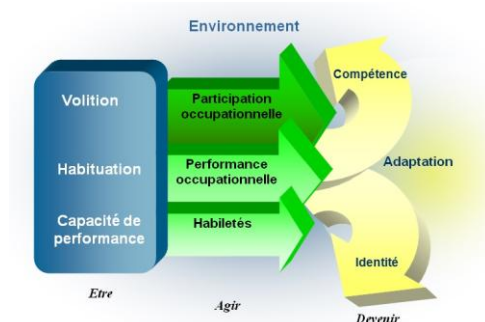 Environnement
Volition
Habituation
Capacité de
performance
Participation
occupationnelle
Performance
occupationnelle
Habiletés
Compétence
Adaptation
Identité
Etre
Agir
Devenir